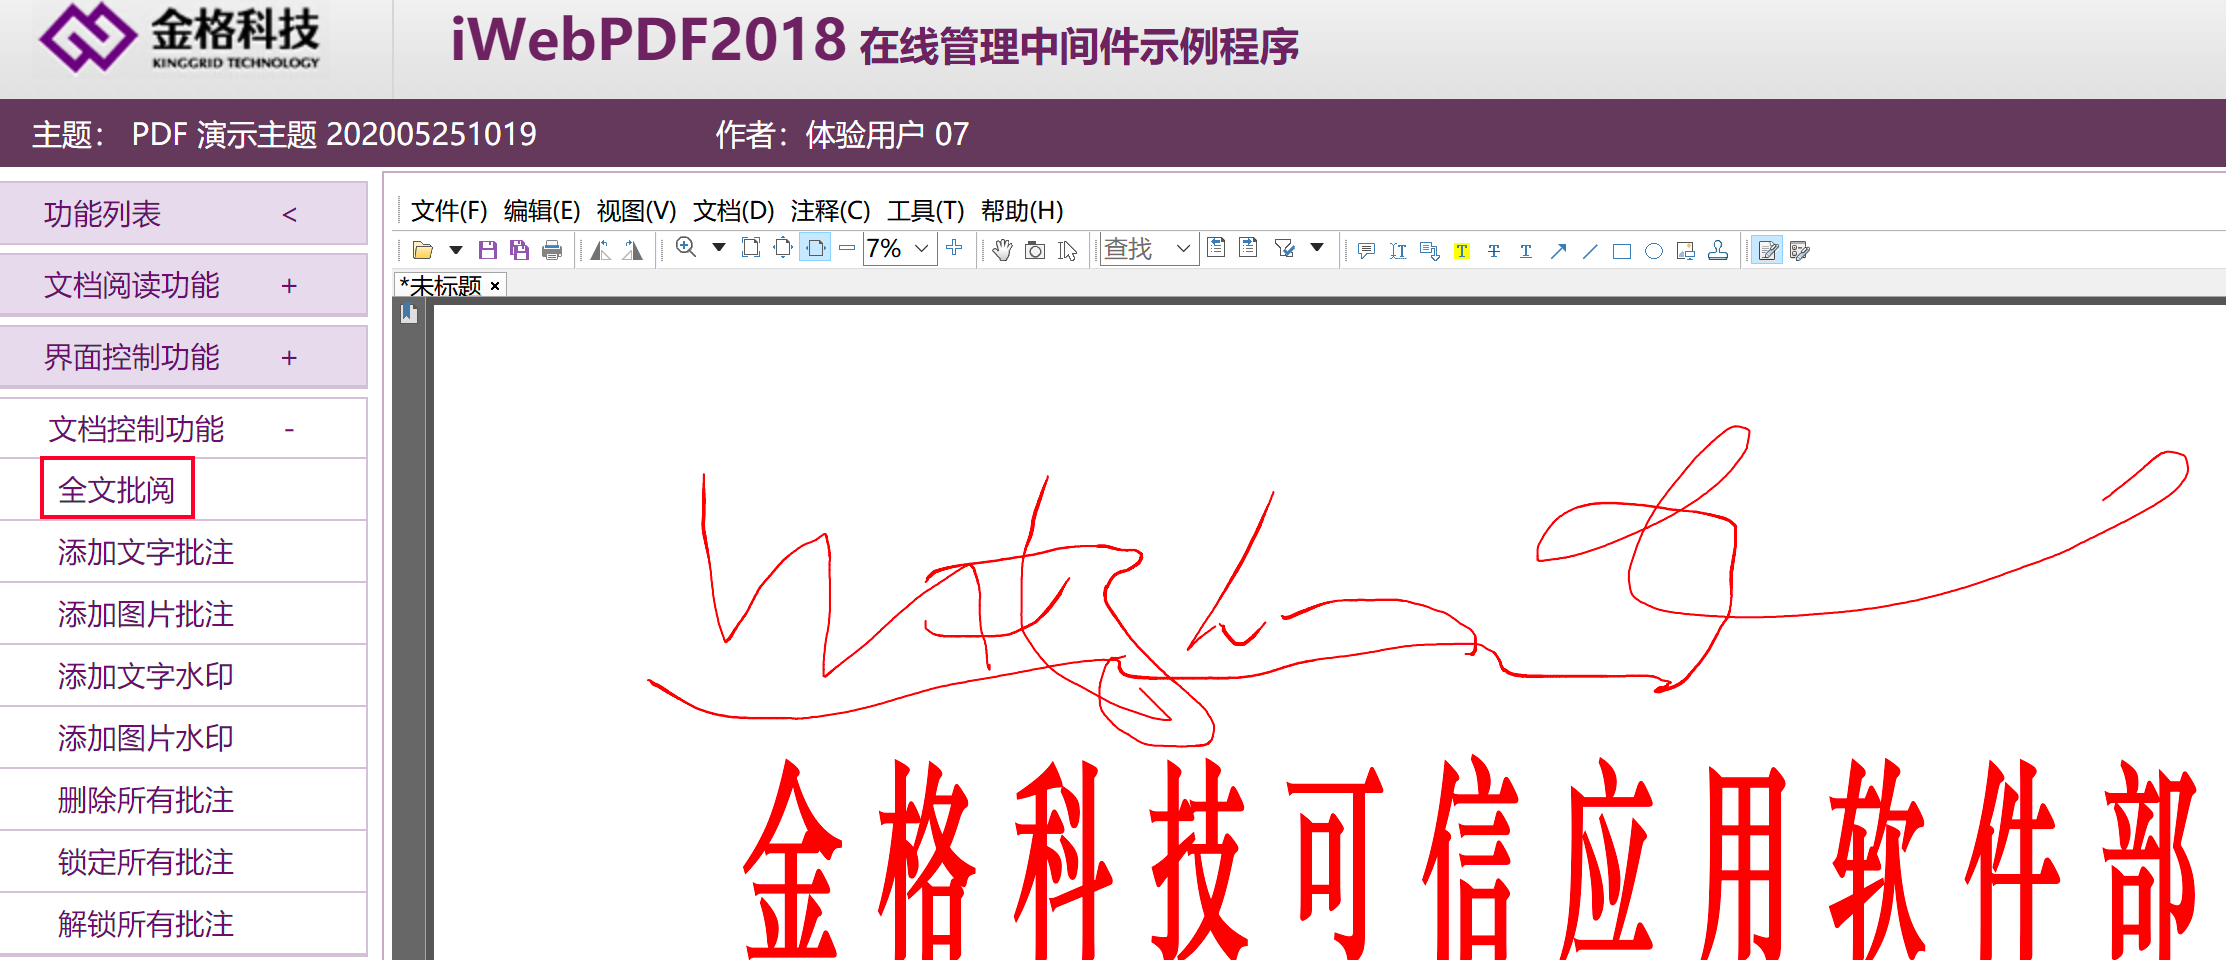 金格科技
KINGGRID TECHNOLOGY
iWebPDF2018 在线管理中间件示例程序
主题： PDF 演示主题 202005251019 作者：体验用户 07
功能列表 <
文档阅读功能 +
界面控制功能 +
文档控制功能 -
全文批阅
添加文字批注
添加图片批注
添加文字水印
添加图片水印
删除所有批注
锁定所有批注
解锁所有批注
文件(F) 编辑(E) 视图(V) 文档(D) 注释(C) 工具(T) 帮助(H)
7% 查找
*未标题 ×
金格科技可信应用软件部